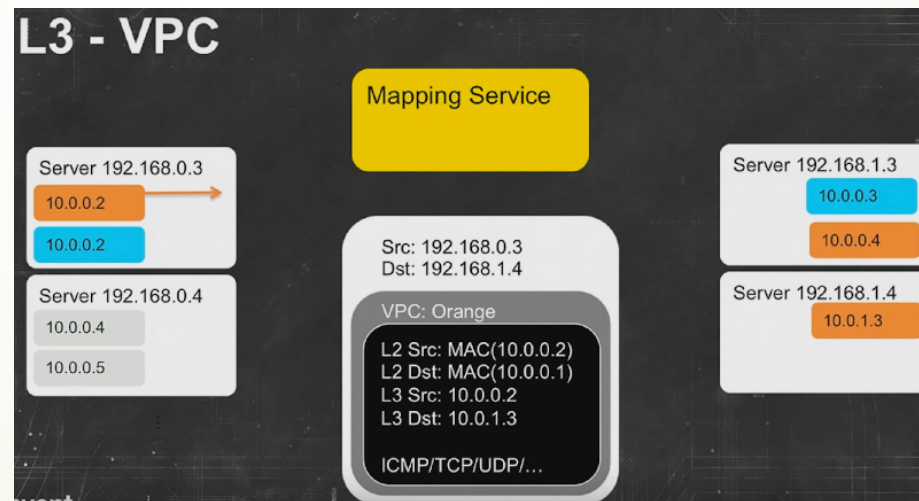 L3 - VPC
Mapping Service
Server 192.168.0.3
10.0.0.2
10.0.0.2
Server 192.168.0.4
10.0.0.4
10.0.0.5
Src: 192.168.0.3
Dst: 192.168.1.4
VPC: Orange
L2 Src: MAC(10.0.0.2)
L2 Dst: MAC(10.0.0.1)
L3 Src: 10.0.0.2
L3 Dst: 10.0.1.3
ICMP/TCP/UDP/...
Server 192.168.1.3
10.0.0.3
10.0.0.4
Server 192.168.1.4
10.0.1.3